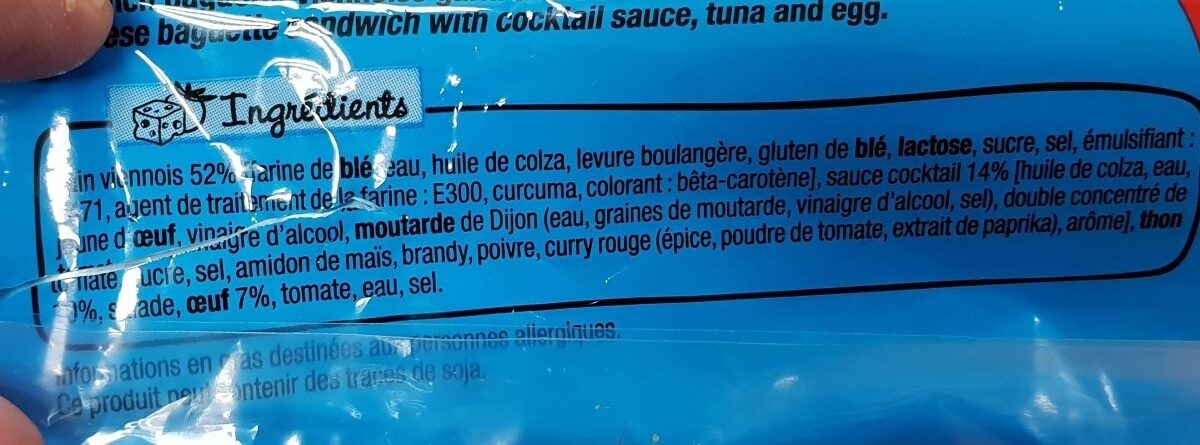 baguette sandwich with cocktail sauce, tuna and egg.
Ingrédients
viennois 52% farine de blé, eau, huile de colza, levure boulangère, gluten de blé, lactose, sucre, sel, émulsifiant :
71, agent de traitement de la farine : E300, curcuma, colorant : bêta-carotène], sauce cocktail 14% [huile de colza, eau,
jaune d'œuf, vinaigre d'alcool, moutarde de Dijon (eau, graines de moutarde, vinaigre d'alcool, sel), double concentré de
tomate sucre, sel, amidon de maïs, brandy, poivre, curry rouge (épice, poudre de tomate, extrait de paprika), arôme], thon
salade, œuf 7%, tomate, eau, sel.
Informations en gras destinées aux personnes allergiques.
Ce produit peut contenir des traces de soja.